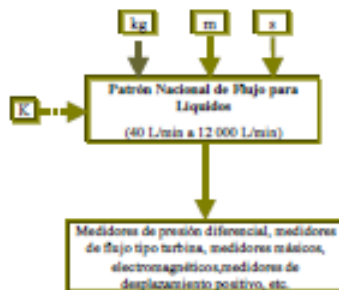 kg m s
Patrón Nacional de Flujo para
Líquidos
K
(40 L/min a 12 000 L/min)
Medidores de presión diferencial, medidores
de flujo tipo turbina, medidores másicos,
electromagnéticos,medidores de
desplazamiento positivo, etc.